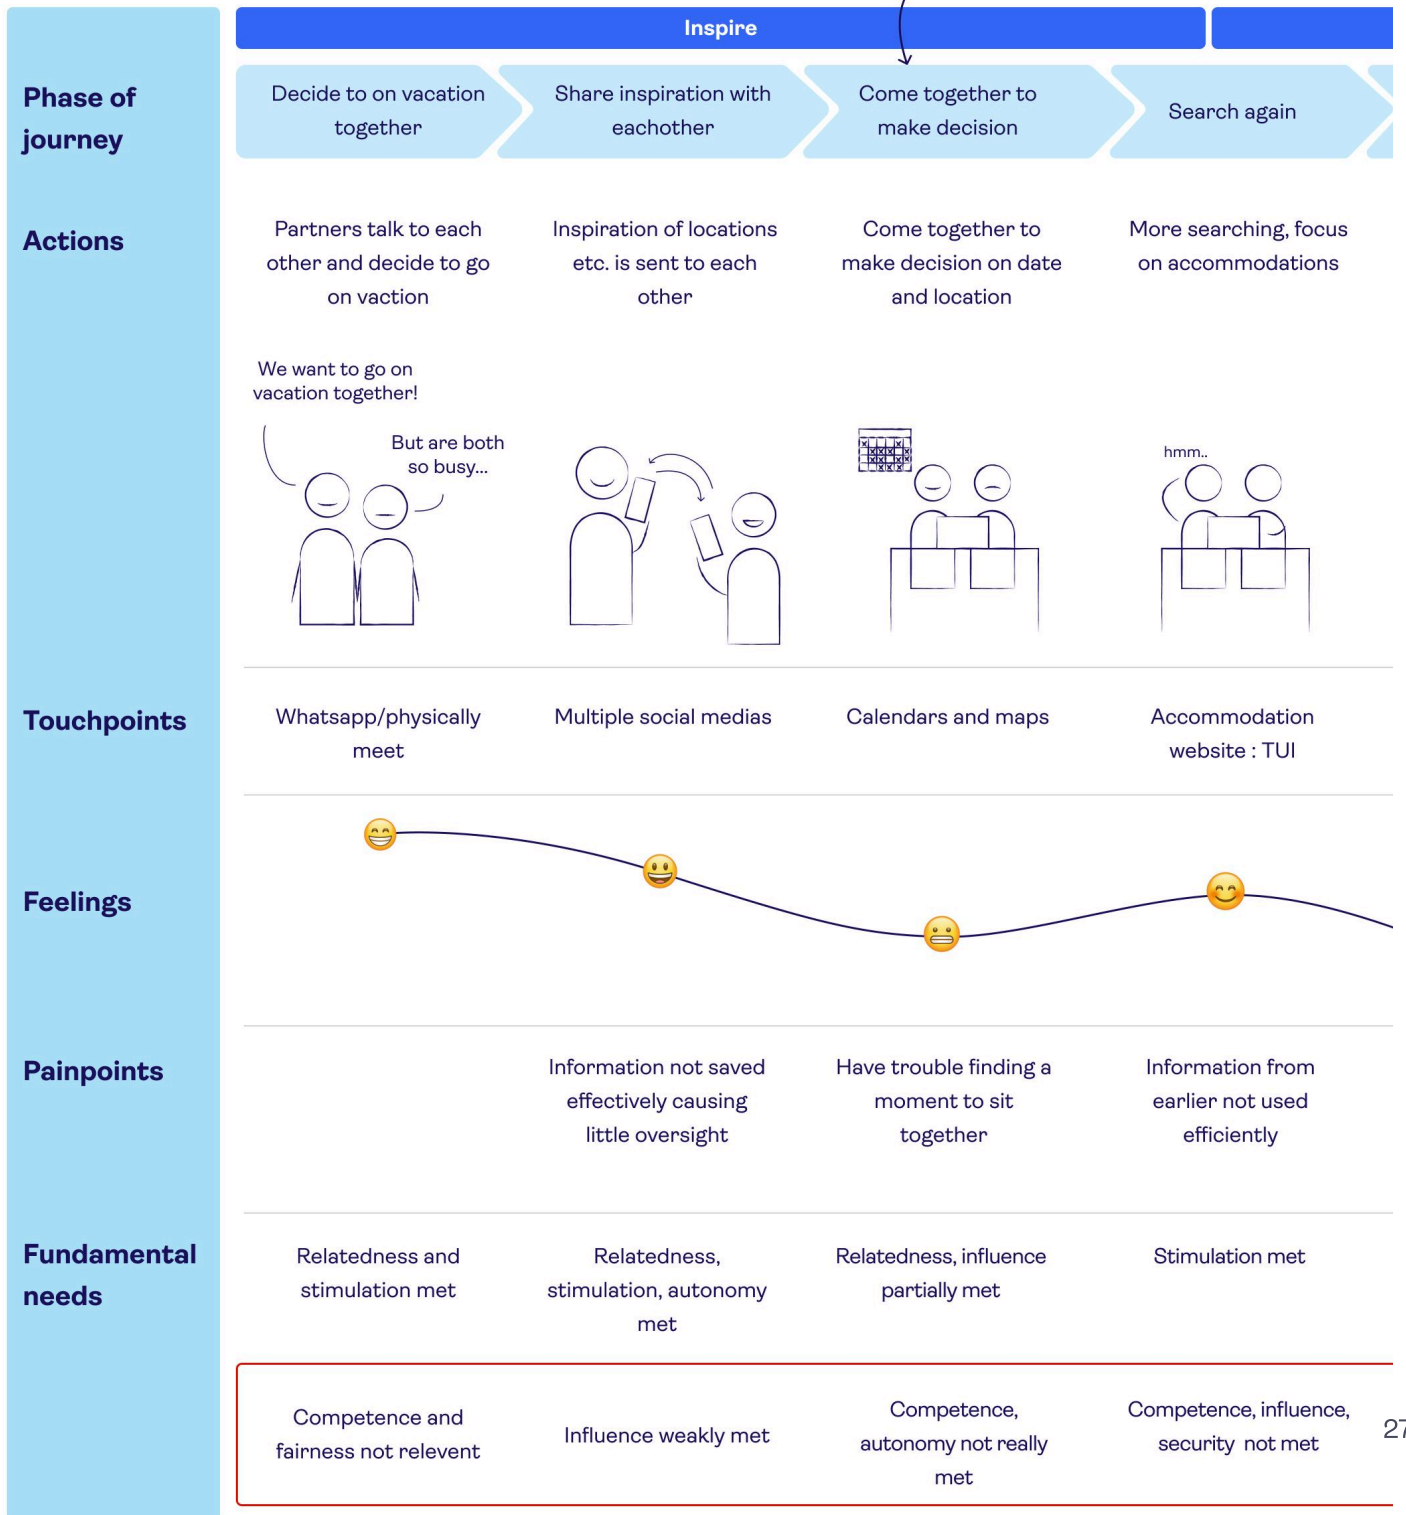 Inspire
Phase of
journey
Decide to on vacation
together
Share inspiration with
eachother
Come together to
make decision
Search again
Actions
Partners talk to each
other and decide to go
on vaction
Inspiration of locations
etc. is sent to each
other
Come together to
make decision on date
and location
More searching, focus
on accommodations
We want to go on
vacation together!
But are both
so busy...
hmm..
Touchpoints
Whatsapp/physically
meet
Multiple social medias
Calendars and maps
Accommodation
website : TUI
Feelings
Painpoints
Information not saved
effectively causing
little oversight
Have trouble finding a
moment to sit
together
Information from
earlier not used
efficiently
Fundamental
needs
Relatedness and
stimulation met
Relatedness,
stimulation, autonomy
met
Relatedness, influence
partially met
Stimulation met
Competence and
fairness not relevent
Influence weakly met
Competence,
autonomy not really
met
Competence, influence,
security not met
27